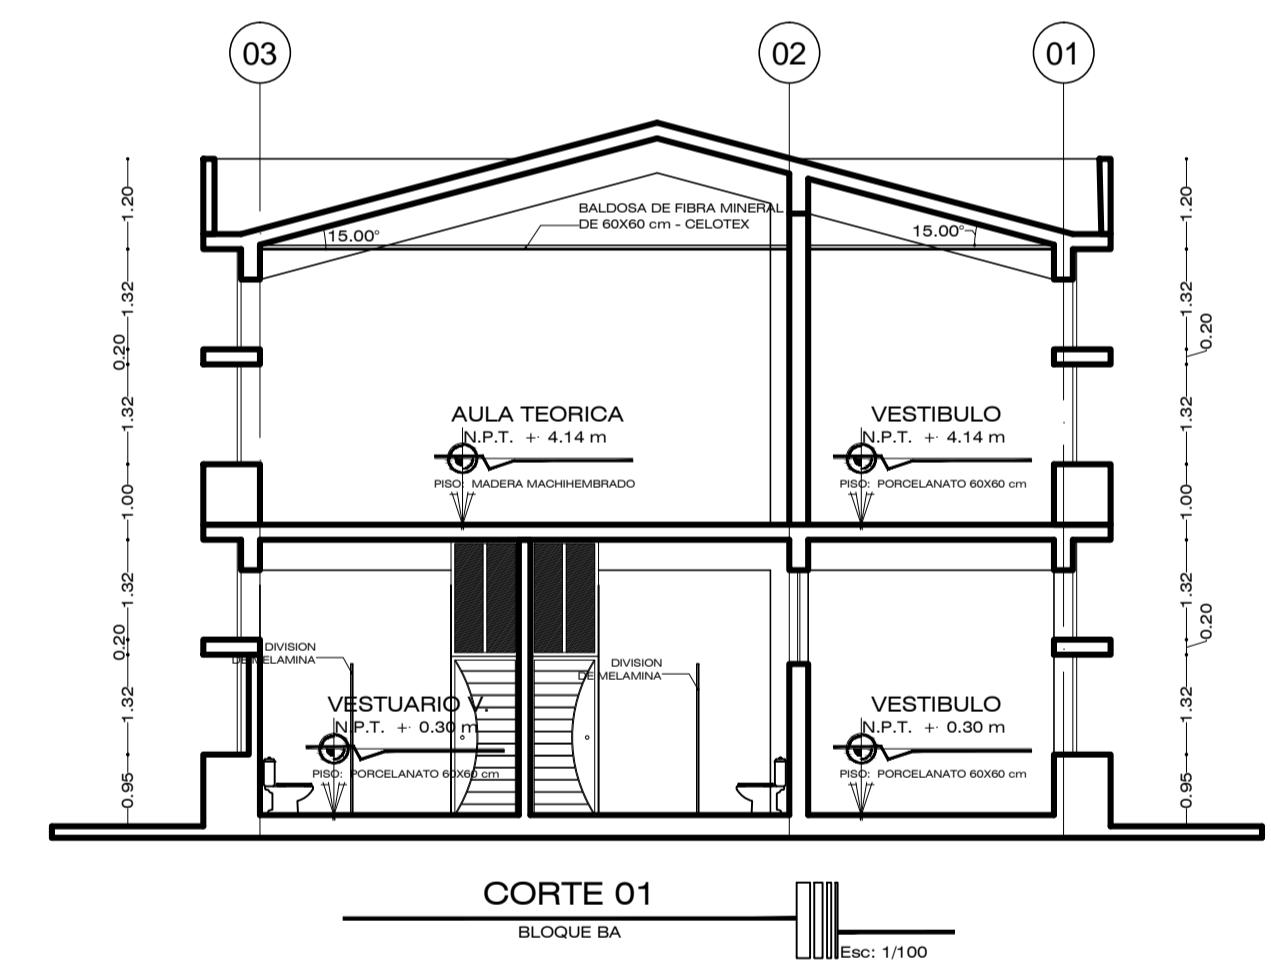 03
02
01
BALDOSA DE FIBRA MINERAL
DE 60X60 cm - CELOTEX
15.00°
15.00°
1.20
1.32
0.20
1.32
1.00
1.32
0.20
1.32
0.95
1.20
1.32
0.20
1.32
1.00
1.32
0.20
1.32
0.95
AULA TEORICA
N.P.T. + 4.14 m
PISO: MADERA MACHIHEMBRADO
VESTIBULO
N.P.T. + 4.14 m
PISO: PORCELANATO 60X60 cm
DIVISION
DE MELAMINA
DIVISION
DE MELAMINA
VESTUARIO V.
N.P.T. + 0.30 m
PISO: PORCELANATO 60X60 cm
VESTIBULO
N.P.T. + 0.30 m
PISO: PORCELANATO 60X60 cm
CORTE 01
BLOQUE BA
Esc: 1/100